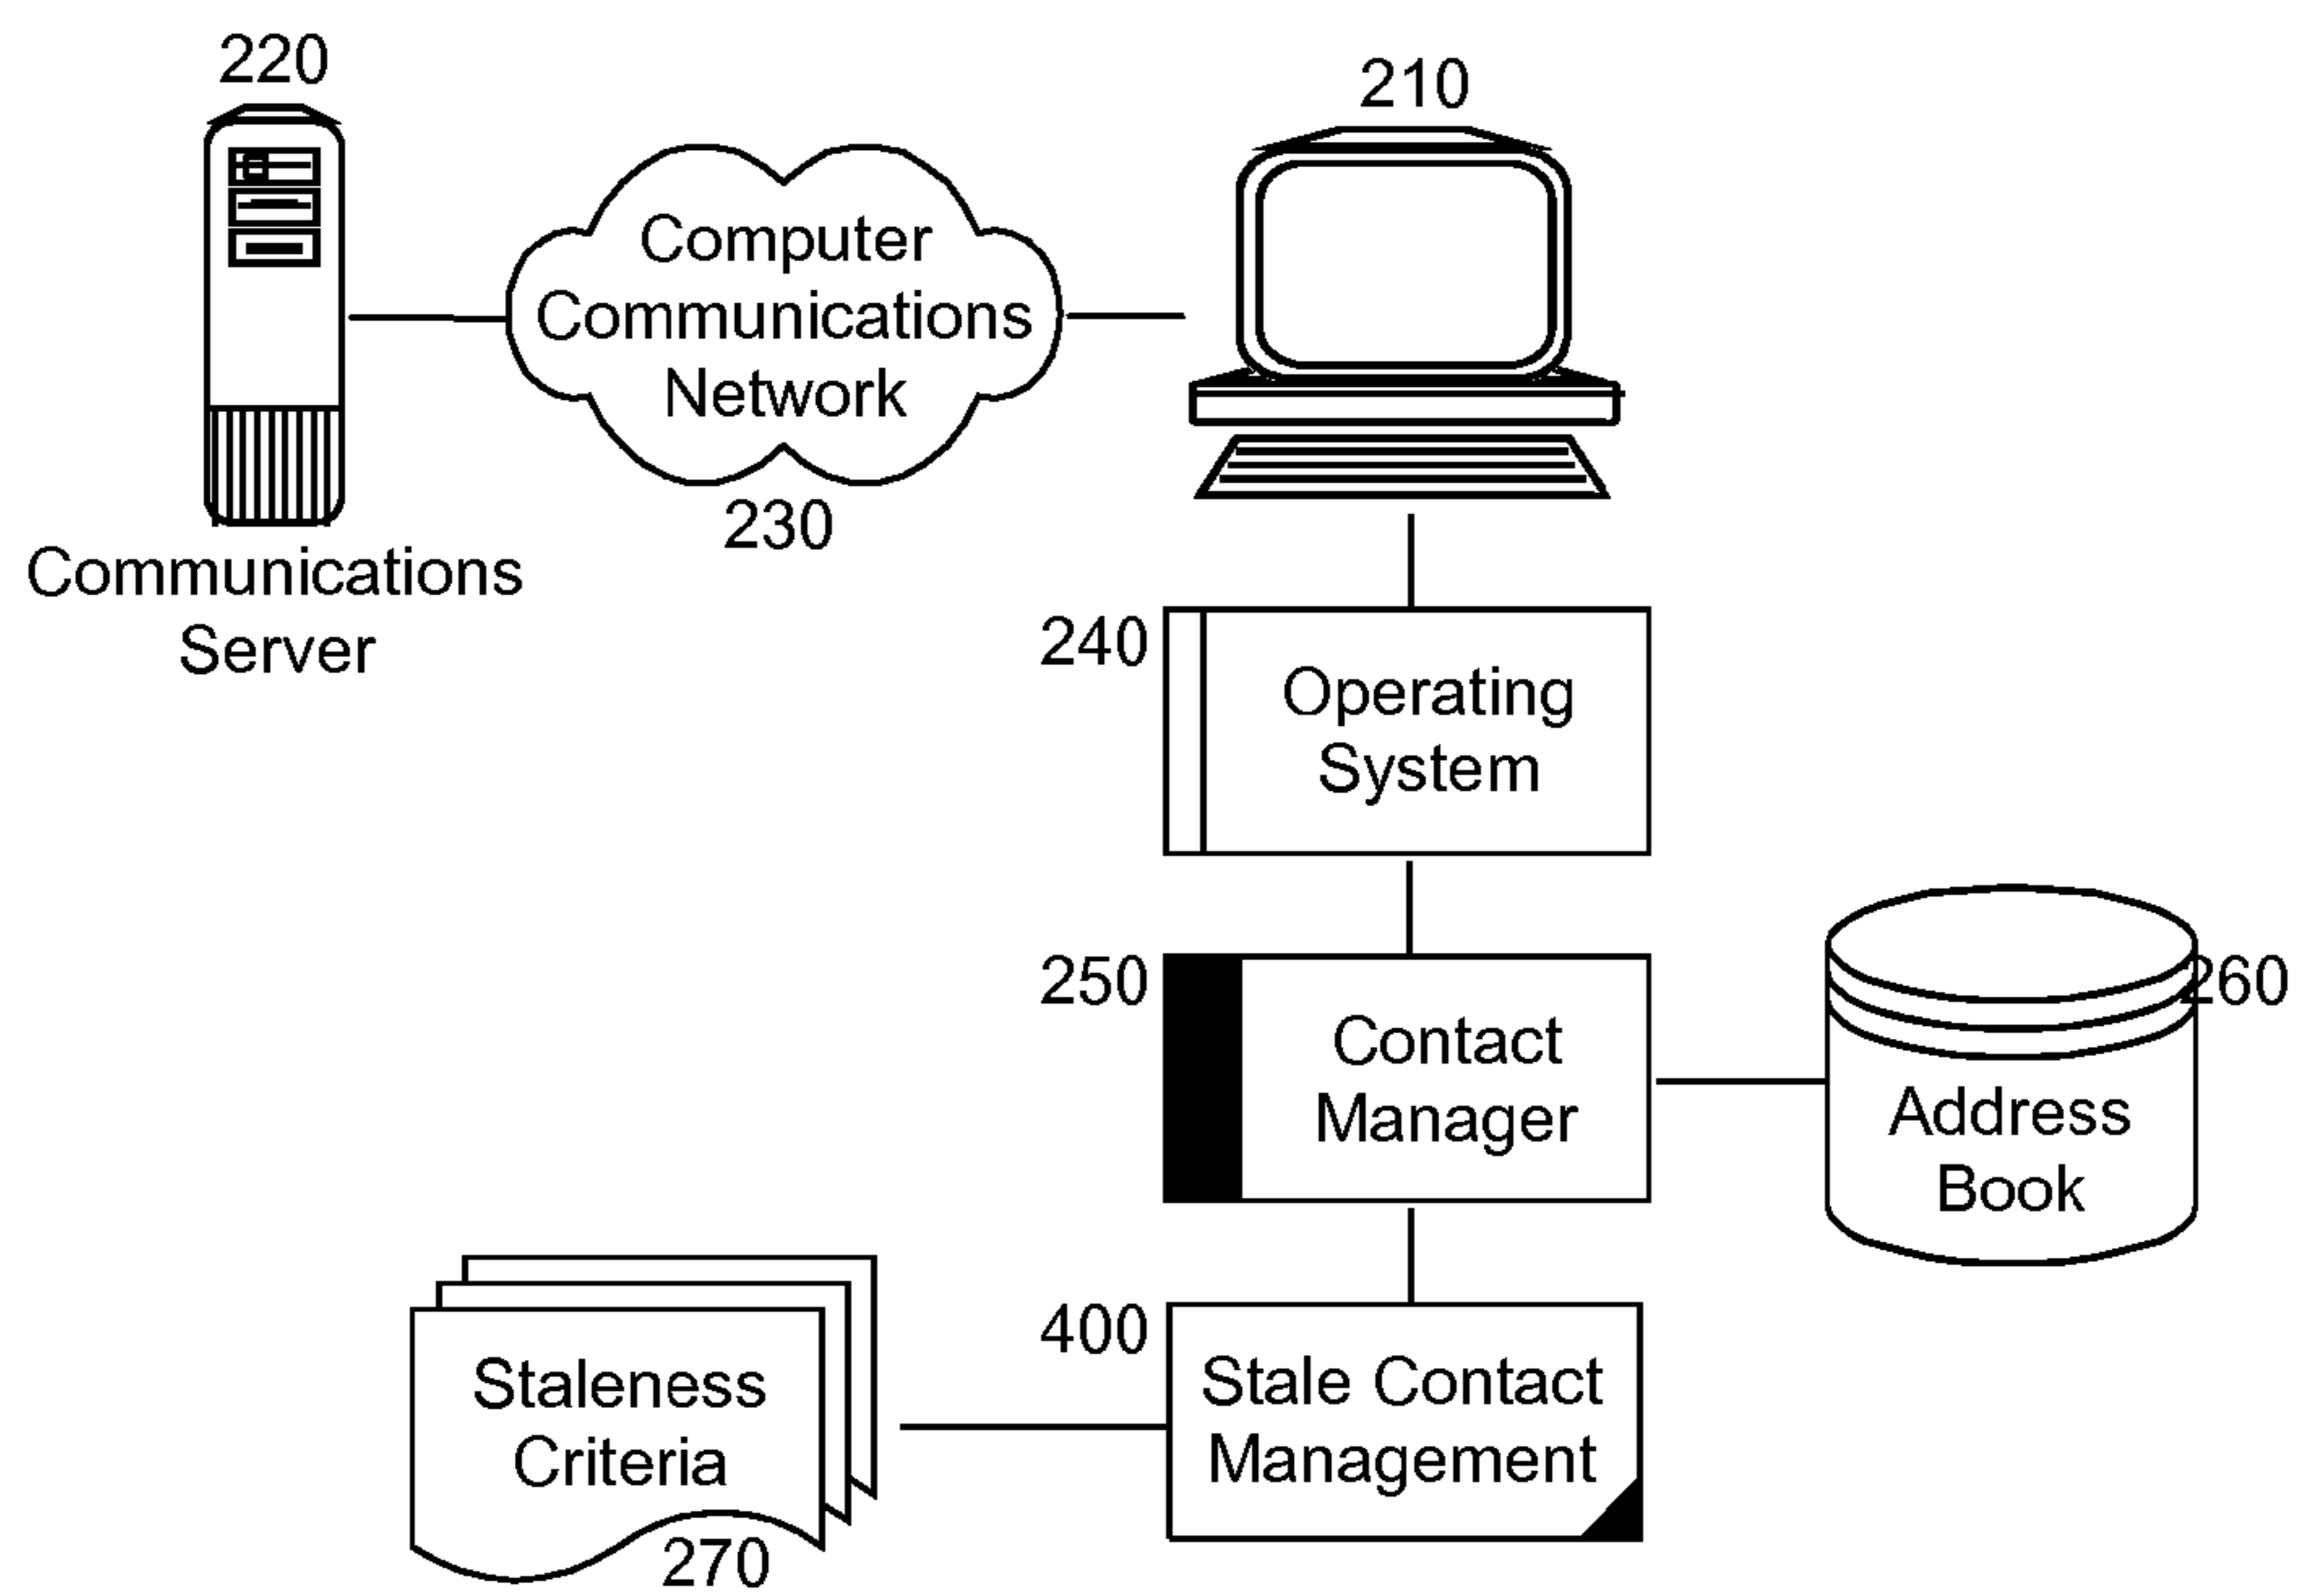 220
210
Computer
Communications
Network
230
Communications
Server
240
Operating
System
250
Contact
Manager
260
Address
Book
400
Stale Contact
Management
Staleness
Criteria
270